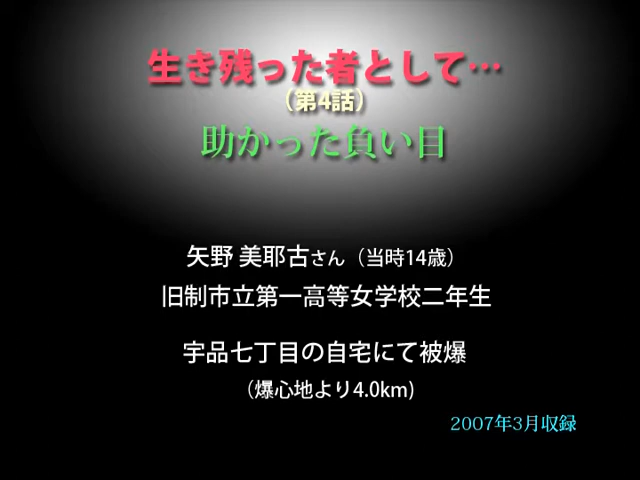 生き残った者として…
（第4話）
助かった負い目
矢野 美耶古さん（当時14歳）
旧制市立第一高等女学校二年生
宇品七丁目の自宅にて被爆
（爆心地より4.0km)
2007年3月収録